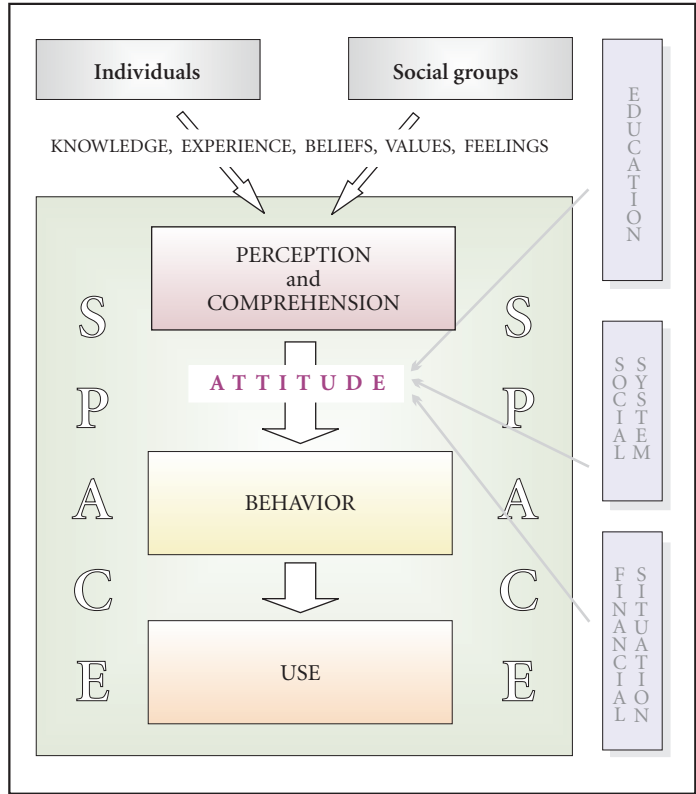 Individuals
Social groups
KNOWLEDGE, EXPERIENCE, BELIEFS, VALUES, FEELINGS
PERCEPTION
and
COMPREHENSION
ATTITUDE
BEHAVIOR
USE
SPACE
SPACE
EDUCATION
SOCIAL
SYSTEM
FINANCIAL
SITUATION